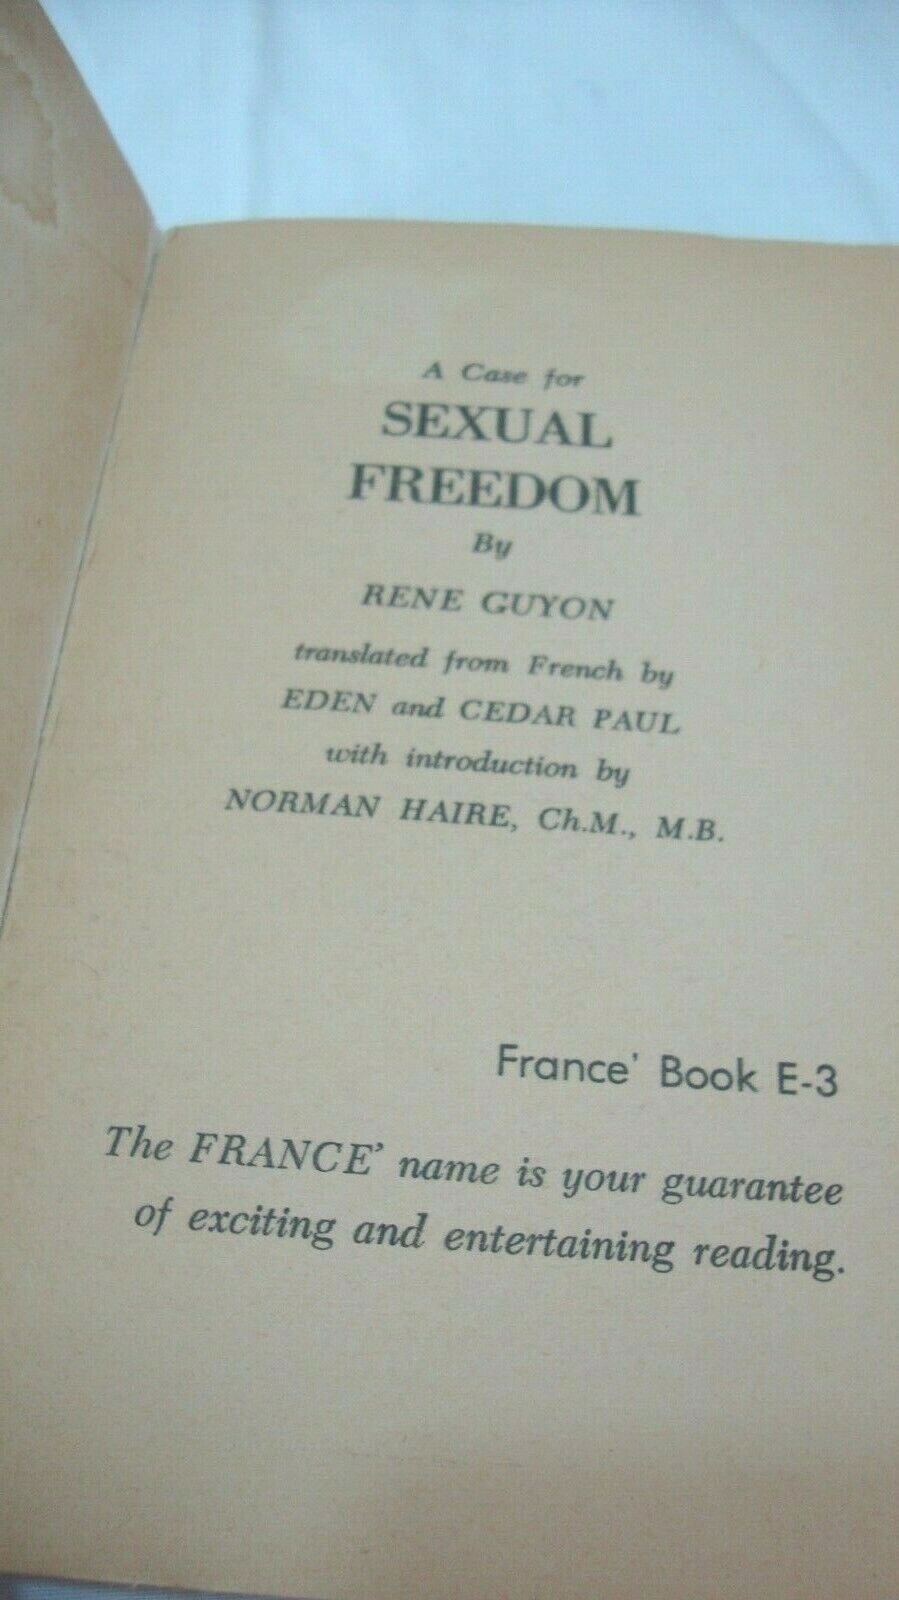 A Case for
SEXUAL
FREEDOM
By
RENE GUYON
translated from French by
EDEN and CEDAR PAUL
with introduction by
NORMAN HAIRE, Ch.M., M.B.
France' Book E-3
The FRANCE' name is your guarantee
of exciting and entertaining reading.